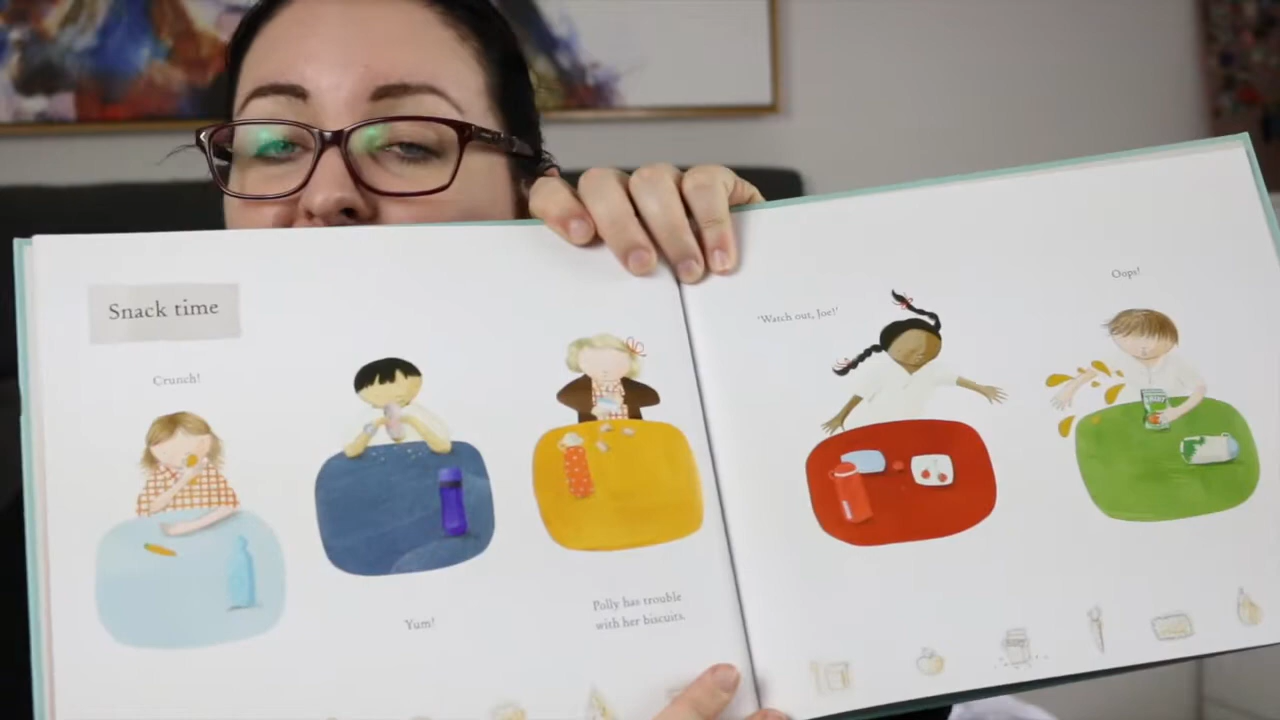 Snack time
Crunch!
Yum!
Polly has trouble
with her biscuits.
'Watch out, Joe!'
Oops!